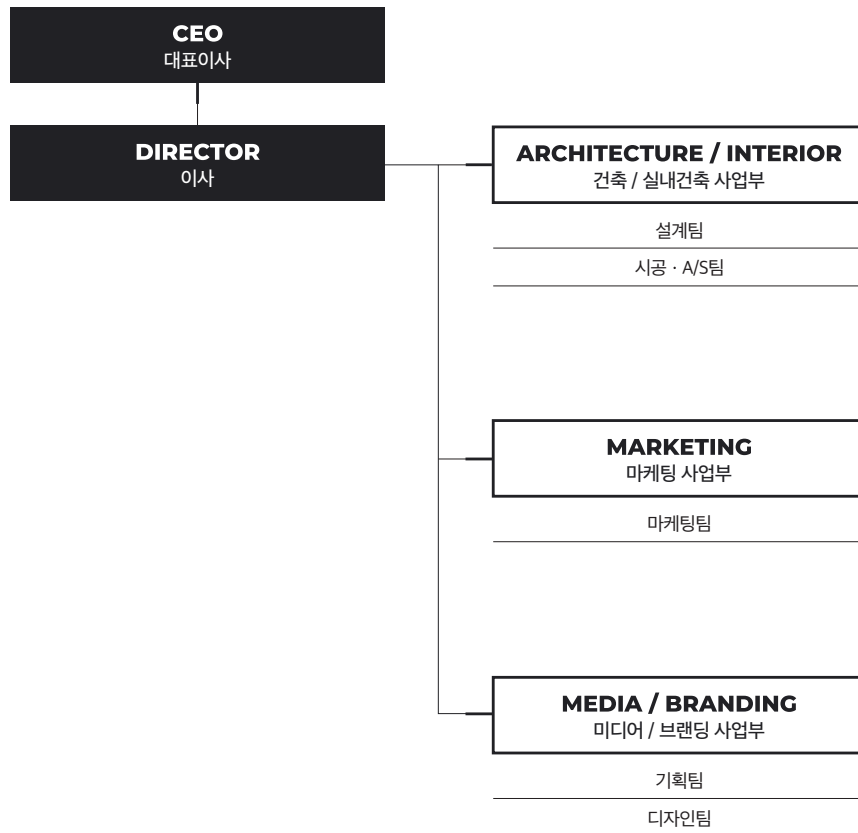 CEO
대표이사
DIRECTOR
이사
ARCHITECTURE / INTERIOR
건축 / 실내건축 사업부
설계팀
시공 · A/S팀
MARKETING
마케팅 사업부
마케팅팀
MEDIA / BRANDING
미디어 / 브랜딩 사업부
기획팀
디자인팀